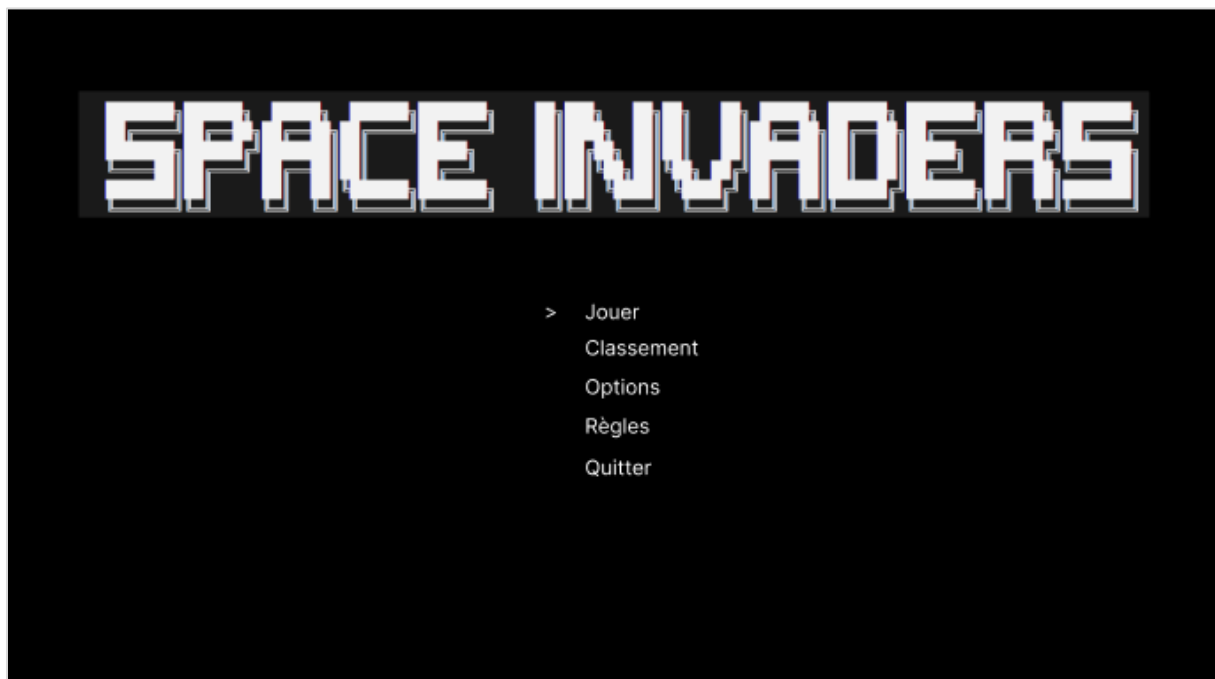 SPACE INVADERS
> Jouer
Classement
Options
Règles
Quitter